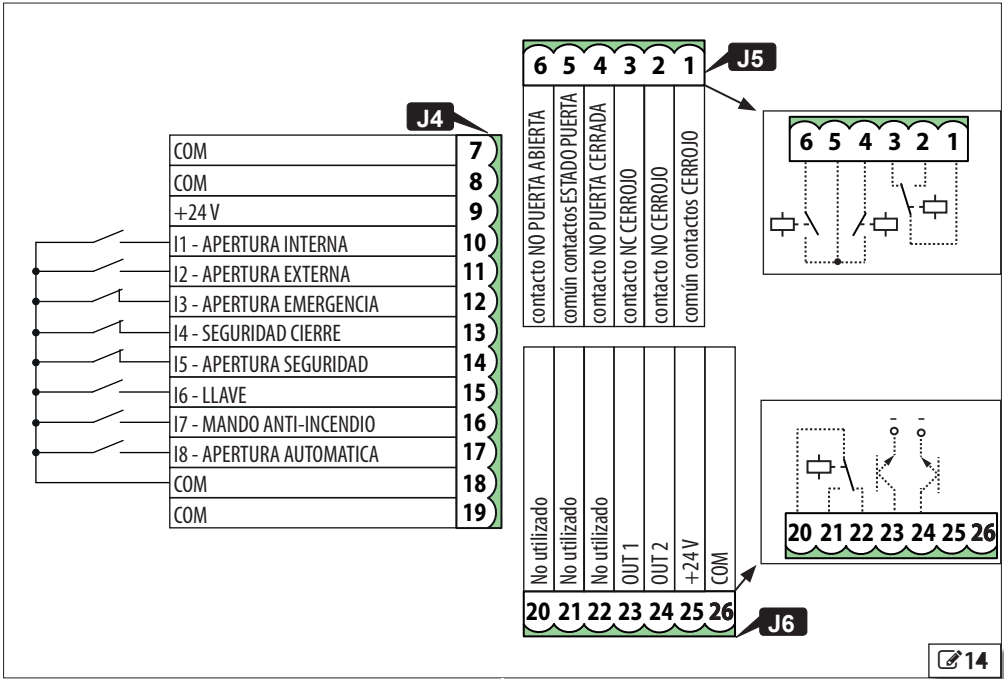 J4
COM 7
COM 8
+24 V 9
I1 - APERTURA INTERNA 10
I2 - APERTURA EXTERNA 11
I3 - APERTURA EMERGENCIA 12
I4 - SEGURIDAD CIERRE 13
I5 - APERTURA SEGURIDAD 14
I6 - LLAVE 15
I7 - MANDO ANTI-INCENDIO 16
I8 - APERTURA AUTOMATICA 17
COM 18
COM 19
J5
6 5 4 3 2 1
contacto NO PUERTA ABIERTA
común contactos ESTADO PUERTA
contacto NO PUERTA CERRADA
contacto NC CERROJO
contacto NO CERROJO
común contactos CERROJO
6 5 4 3 2 1
No utilizado
No utilizado
No utilizado
OUT 1
OUT 2
+24 V
COM
20 21 22 23 24 25 26
J6
- -
20 21 22 23 24 25 26
14